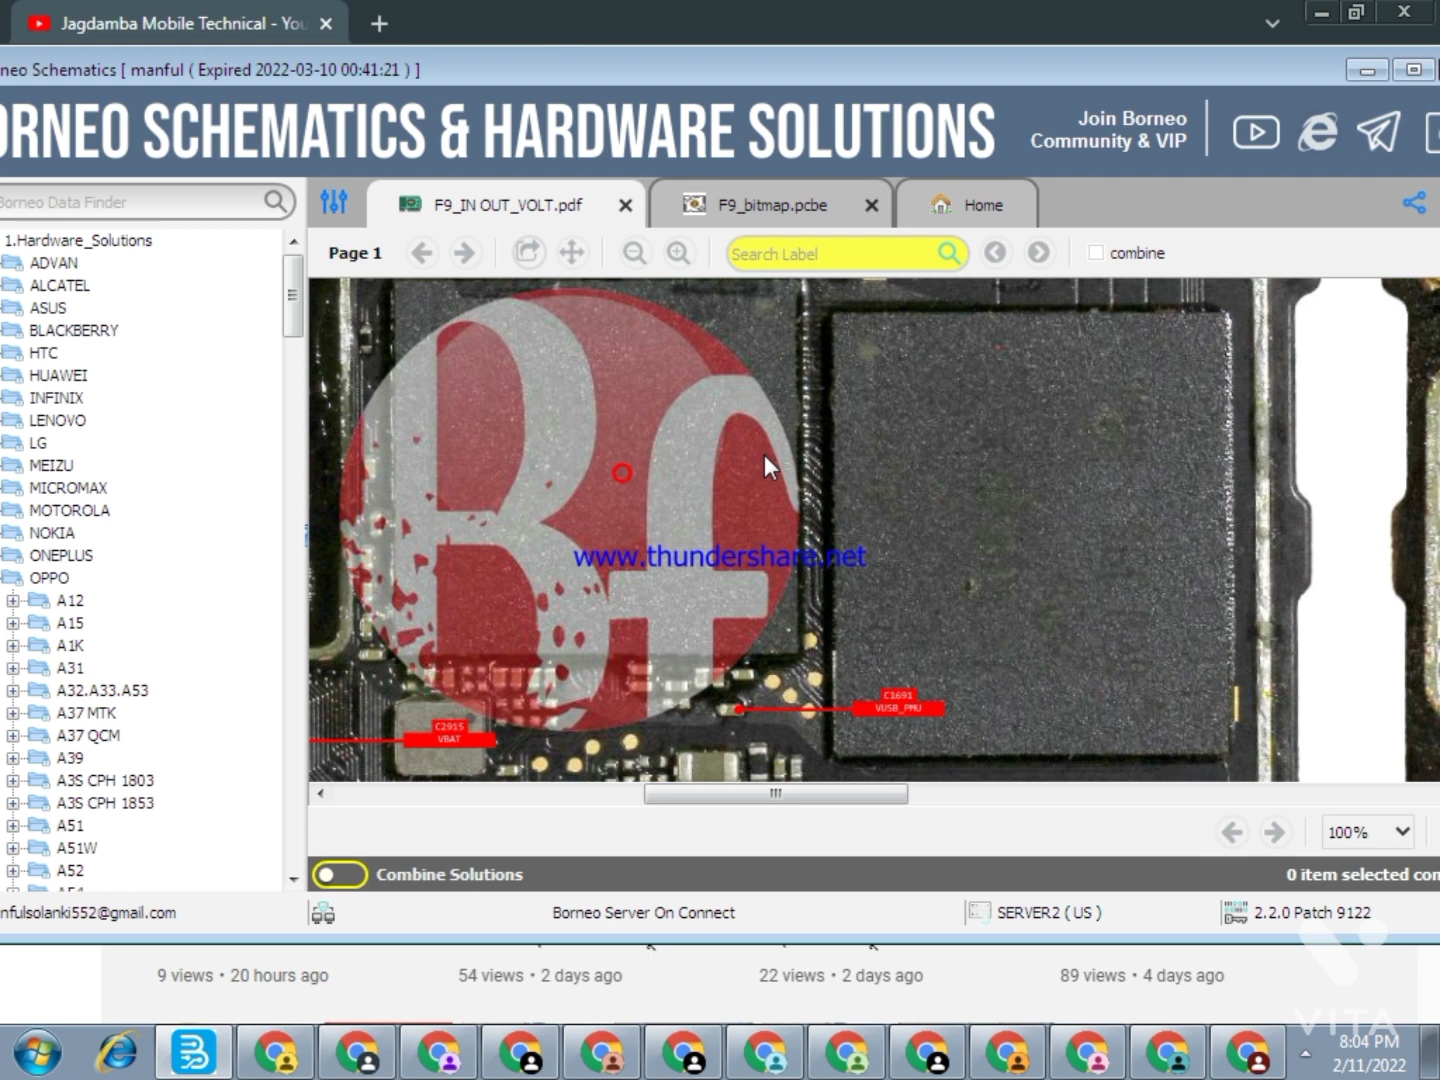 Jagdamba Mobile Technical - You
neo Schematics [ manful ( Expired 2022-03-10 00:41:21 ) ]
ORNEO SCHEMATICS & HARDWARE SOLUTIONS
Join Borneo
Community & VIP
Borneo Data Finder
F9_IN OUT_VOLT.pdf
F9_bitmap.pcbe
Home
Page 1
Search Label
combine
1.Hardware_Solutions
ADVAN
ALCATEL
ASUS
BLACKBERRY
HTC
HUAWEI
INFINIX
LENOVO
LG
MEIZU
MICROMAX
MOTOROLA
NOKIA
ONEPLUS
OPPO
A12
A15
A1K
A31
A32.A33.A53
A37 MTK
A37 QCM
A39
A3S CPH 1803
A3S CPH 1853
A51
A51W
A52
www.thundershare.net
C1691
VUSB_PMU
C2915
VBAT
100%
Combine Solutions
0 item selected con
nfulsolanki552@gmail.com
Borneo Server On Connect
SERVER2 ( US )
2.2.0 Patch 9122
9 views • 20 hours ago
54 views • 2 days ago
22 views • 2 days ago
89 views • 4 days ago
VITA
8:04 PM
2/11/2022